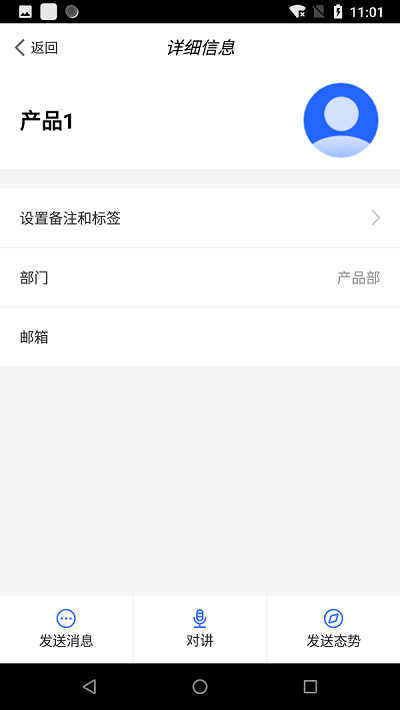 11:01
返回
详细信息
产品1
设置备注和标签
部门
产品部
邮箱
发送消息
对讲
发送态势